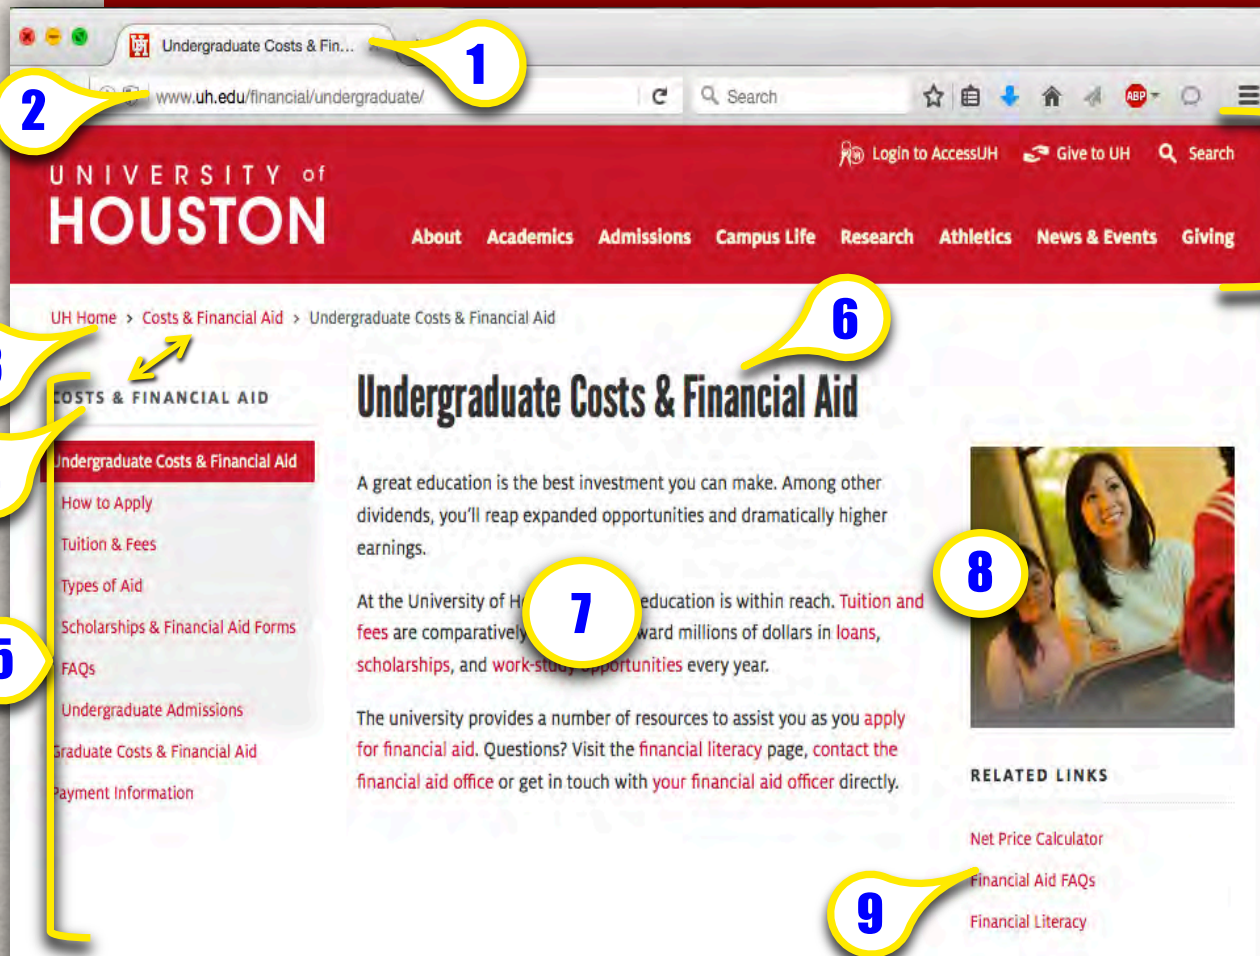 Undergraduate Costs & Fin...
1
2
www.uh.edu/financial/undergraduate/
Search
ABP
Login to AccessUH Give to UH Search
UNIVERSITY of
HOUSTON
About Academics Admissions Campus Life Research Athletics News & Events Giving
6
UH Home > Costs & Financial Aid > Undergraduate Costs & Financial Aid
COSTS & FINANCIAL AID
Undergraduate Costs & Financial Aid
How to Apply
Tuition & Fees
Types of Aid
Scholarships & Financial Aid Forms
5
FAQs
Undergraduate Admissions
Graduate Costs & Financial Aid
Payment Information
Undergraduate Costs & Financial Aid
A great education is the best investment you can make. Among other
dividends, you'll reap expanded opportunities and dramatically higher
earnings.
7
At the University of education is within reach. Tuition and
fees are comparatively millions of dollars in loans,
scholarships, and work-study opportunities every year.
The university provides a number of resources to assist you as you apply
for financial aid. Questions? Visit the financial literacy page, contact the
financial aid office or get in touch with your financial aid officer directly.
8
RELATED LINKS
Net Price Calculator
Financial Aid FAQs
9
Financial Literacy